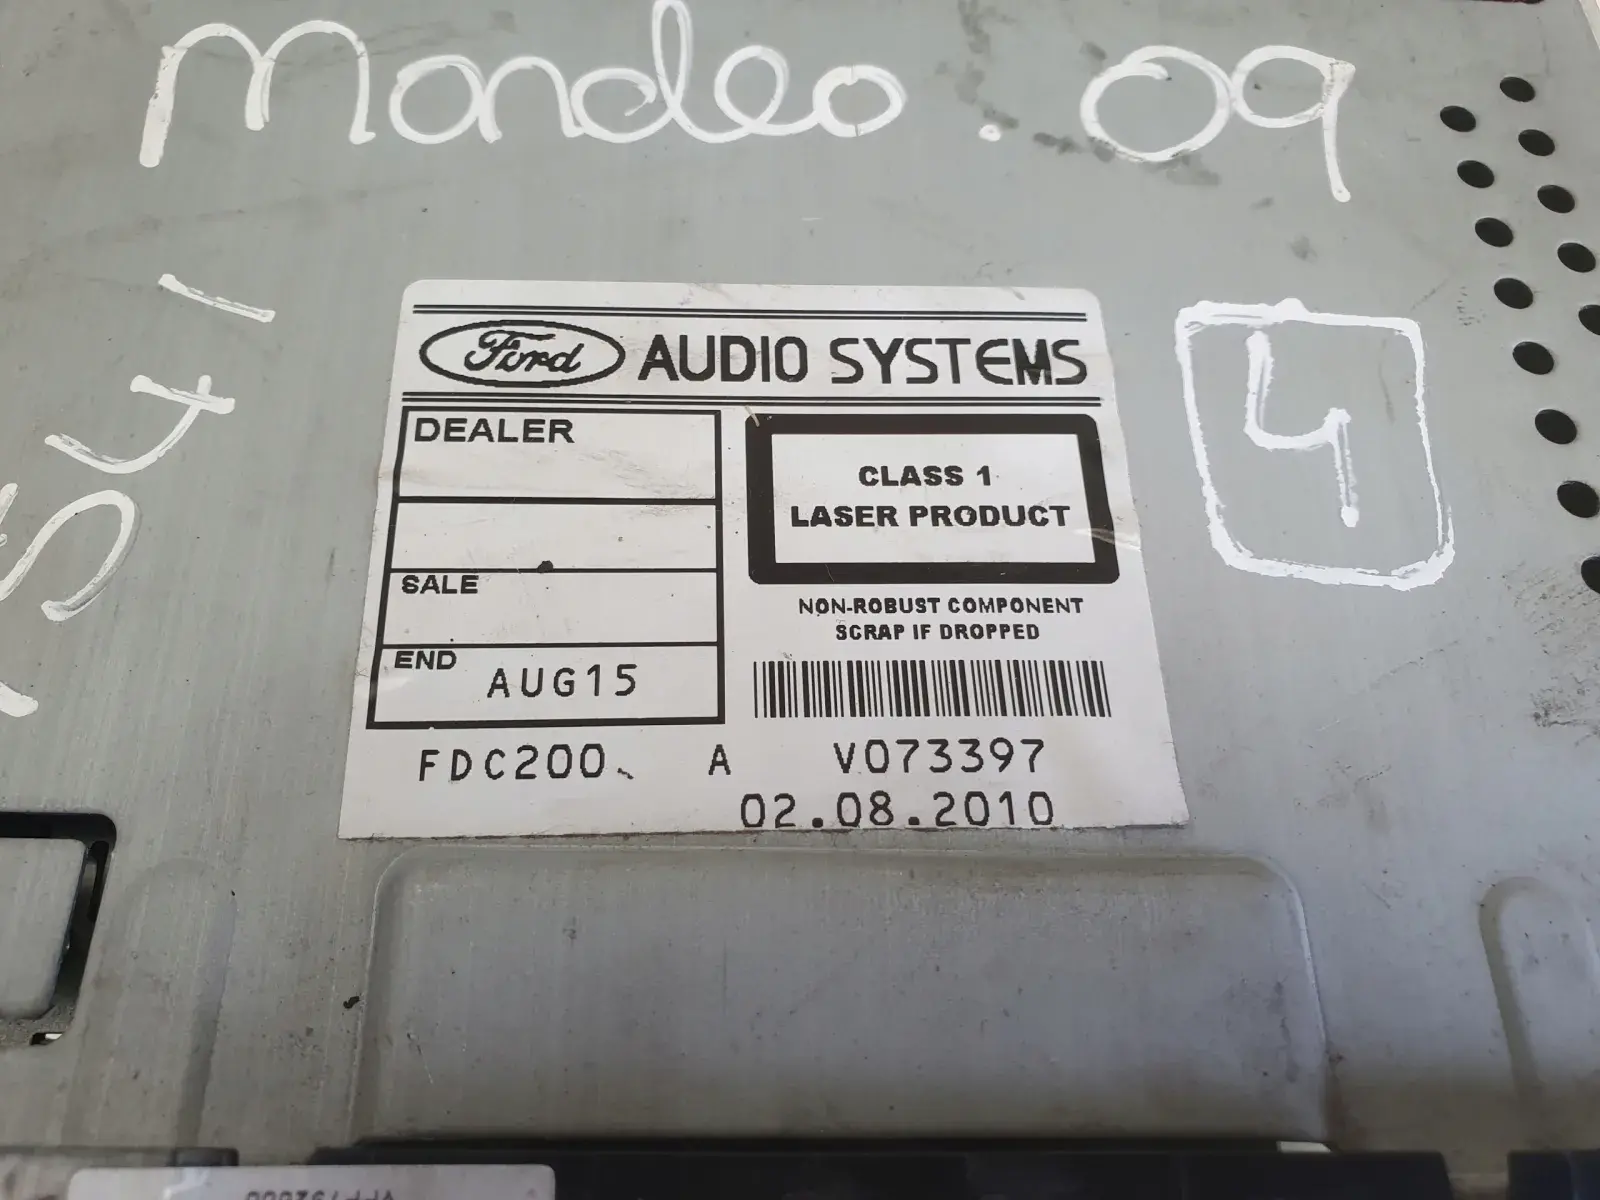 Mondeo. 09
1541
Ford AUDIO SYSTEMS
DEALER
CLASS 1
LASER PRODUCT
4
SALE
NON-ROBUST COMPONENT
SCRAP IF DROPPED
END AUG15
FDC200 A V073397
02.08.2010